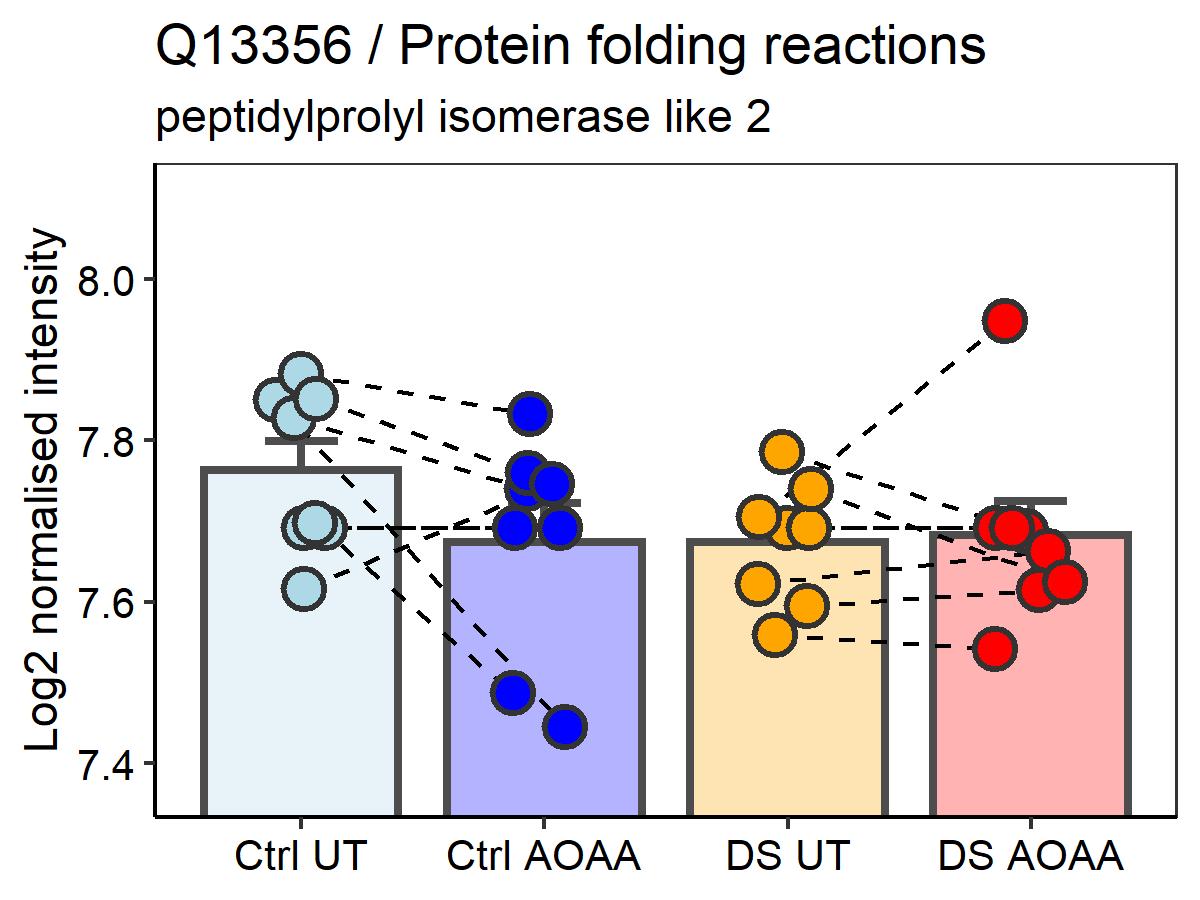 Q13356 / Protein folding reactions
peptidylprolyl isomerase like 2
Log2 normalised intensity
8.0
7.8
7.6
7.4
Ctrl UT
Ctrl AOAA
DS UT
DS AOAA